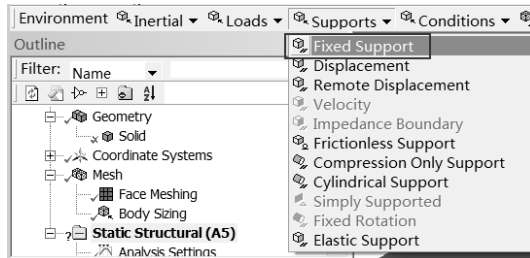 Environment Inertial Loads Supports Conditions
Outline
Filter: Name
Geometry
Solid
Coordinate Systems
Mesh
Face Meshing
Body Sizing
Static Structural (A5)
Analysis Settings
Fixed Support
Displacement
Remote Displacement
Velocity
Impedance Boundary
Frictionless Support
Compression Only Support
Cylindrical Support
Simply Supported
Fixed Rotation
Elastic Support